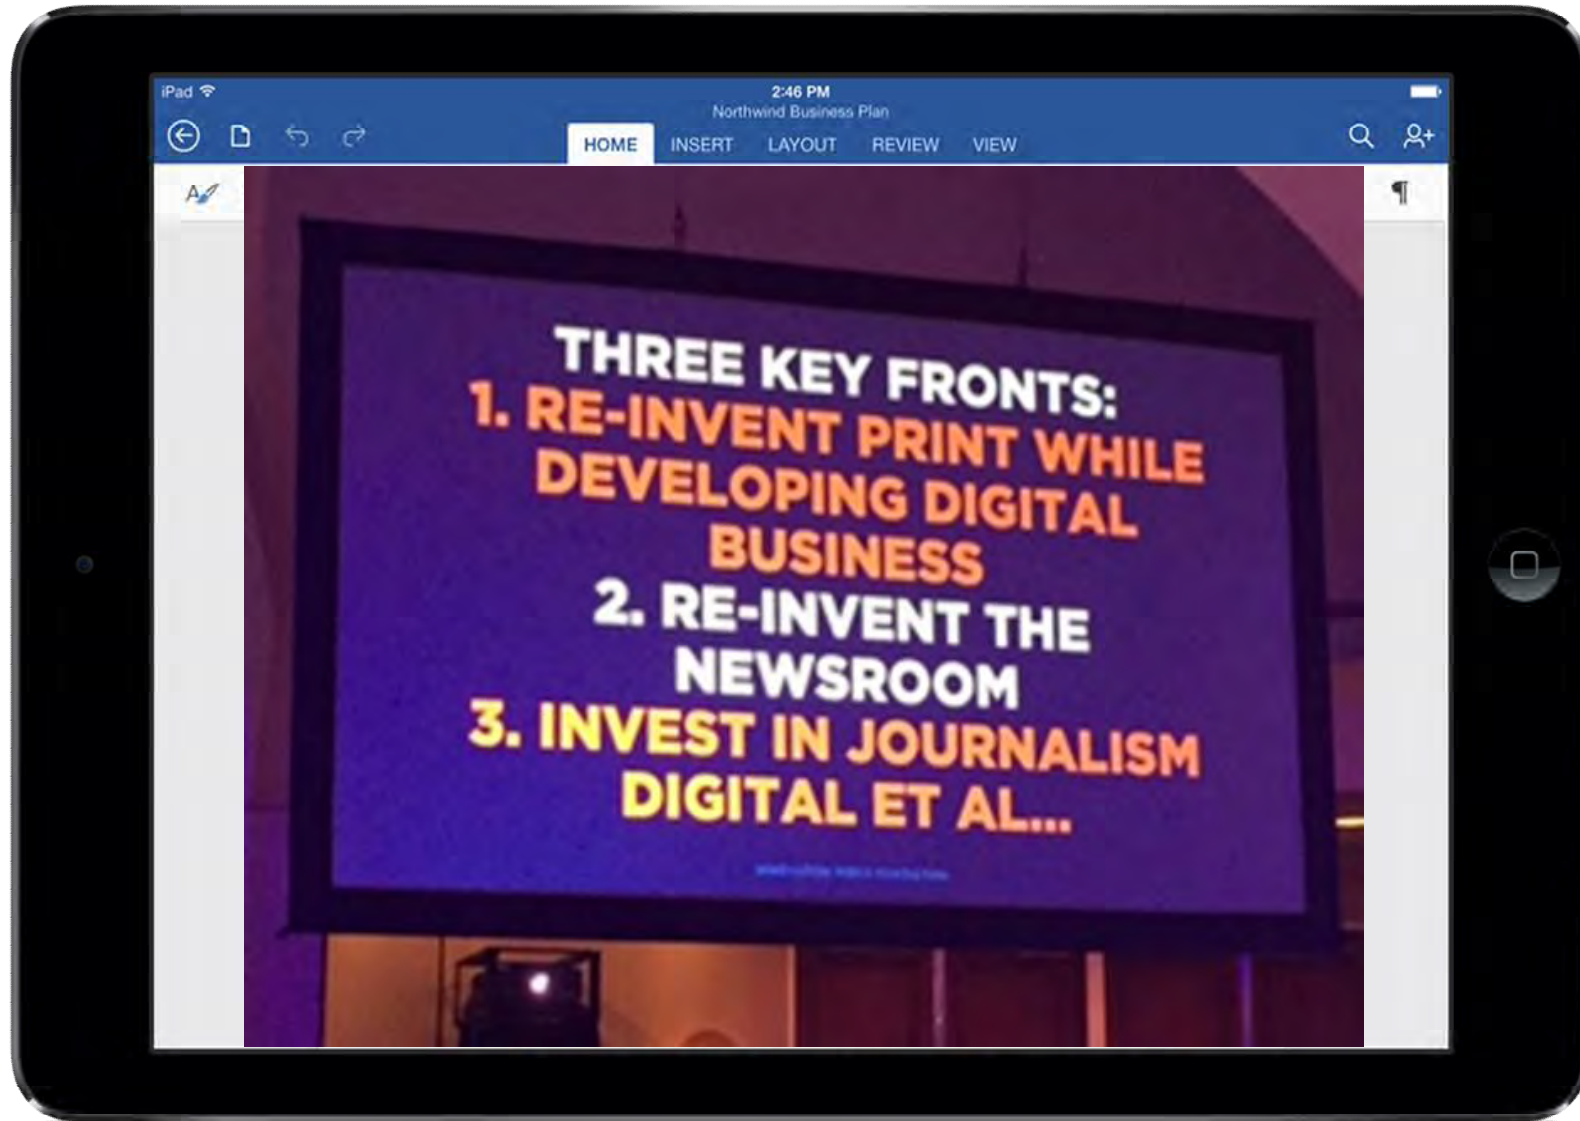 iPad
2:46 PM
Northwind Business Plan
HOME INSERT LAYOUT REVIEW VIEW
A
¶
THREE KEY FRONTS:
1. RE-INVENT PRINT WHILE
DEVELOPING DIGITAL
BUSINESS
2. RE-INVENT THE
NEWSROOM
3. INVEST IN JOURNALISM
DIGITAL ET AL...